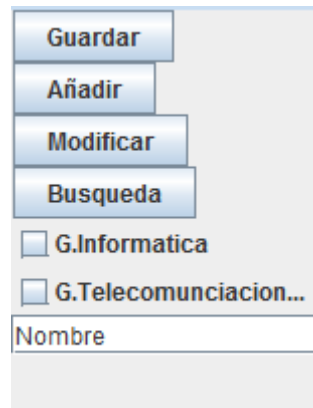 Guardar
Añadir
Modificar
Busqueda
G.Informatica
G.Telecomunciacion...
Nombre